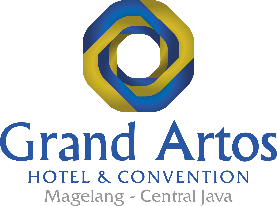 Grand Artos
HOTEL & CONVENTION
Magelang - Central Java